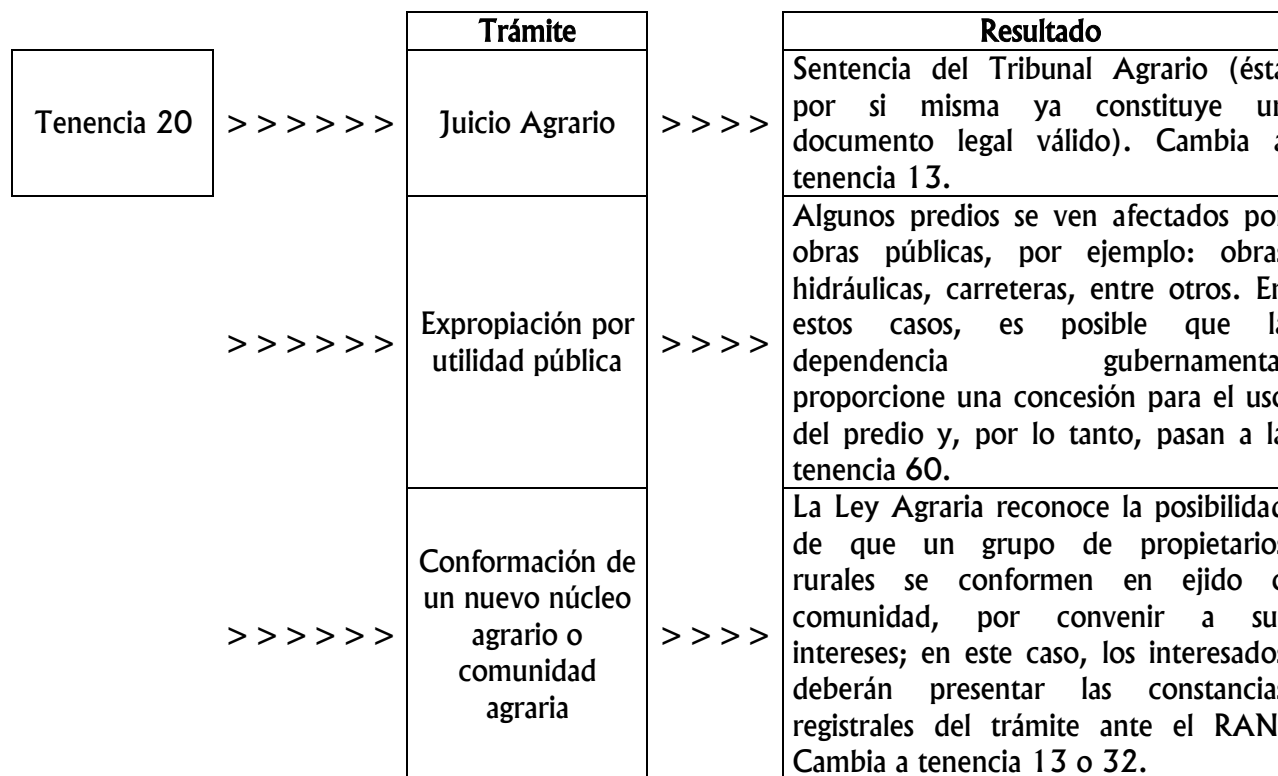 Trámite
Resultado
Tenencia 20
> > > > > >
Juicio Agrario
> > > >
Sentencia del Tribunal Agrario (ésta
por si misma ya constituye un
documento legal válido). Cambia a
tenencia 13.
> > > > > >
Expropiación por
utilidad pública
> > > >
Algunos predios se ven afectados por
obras públicas, por ejemplo: obras
hidráulicas, carreteras, entre otros. En
estos casos, es posible que la
dependencia gubernamenta
proporcione una concesión para el uso
del predio y, por lo tanto, pasan a la
tenencia 60.
> > > > > >
Conformación de
un nuevo núcleo
agrario o
comunidad
agraria
> > > >
La Ley Agraria reconoce la posibilidad
de que un grupo de propietarios
rurales se conformen en ejido o
comunidad, por convenir a su
intereses; en este caso, los interesados
deberán presentar las constancias
registrales del trámite ante el RAN
Cambia a tenencia 13 o 32.